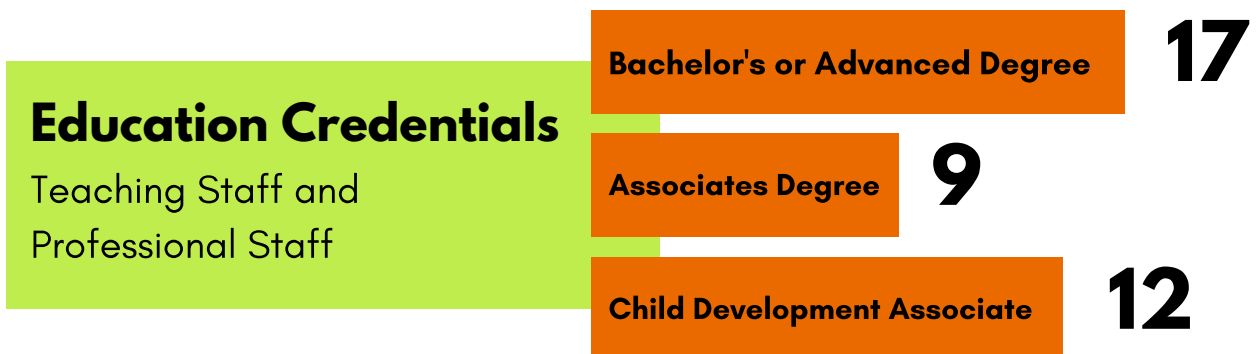 Education Credentials
Teaching Staff and
Professional Staff
Bachelor's or Advanced Degree 17
Associates Degree 9
Child Development Associate 12